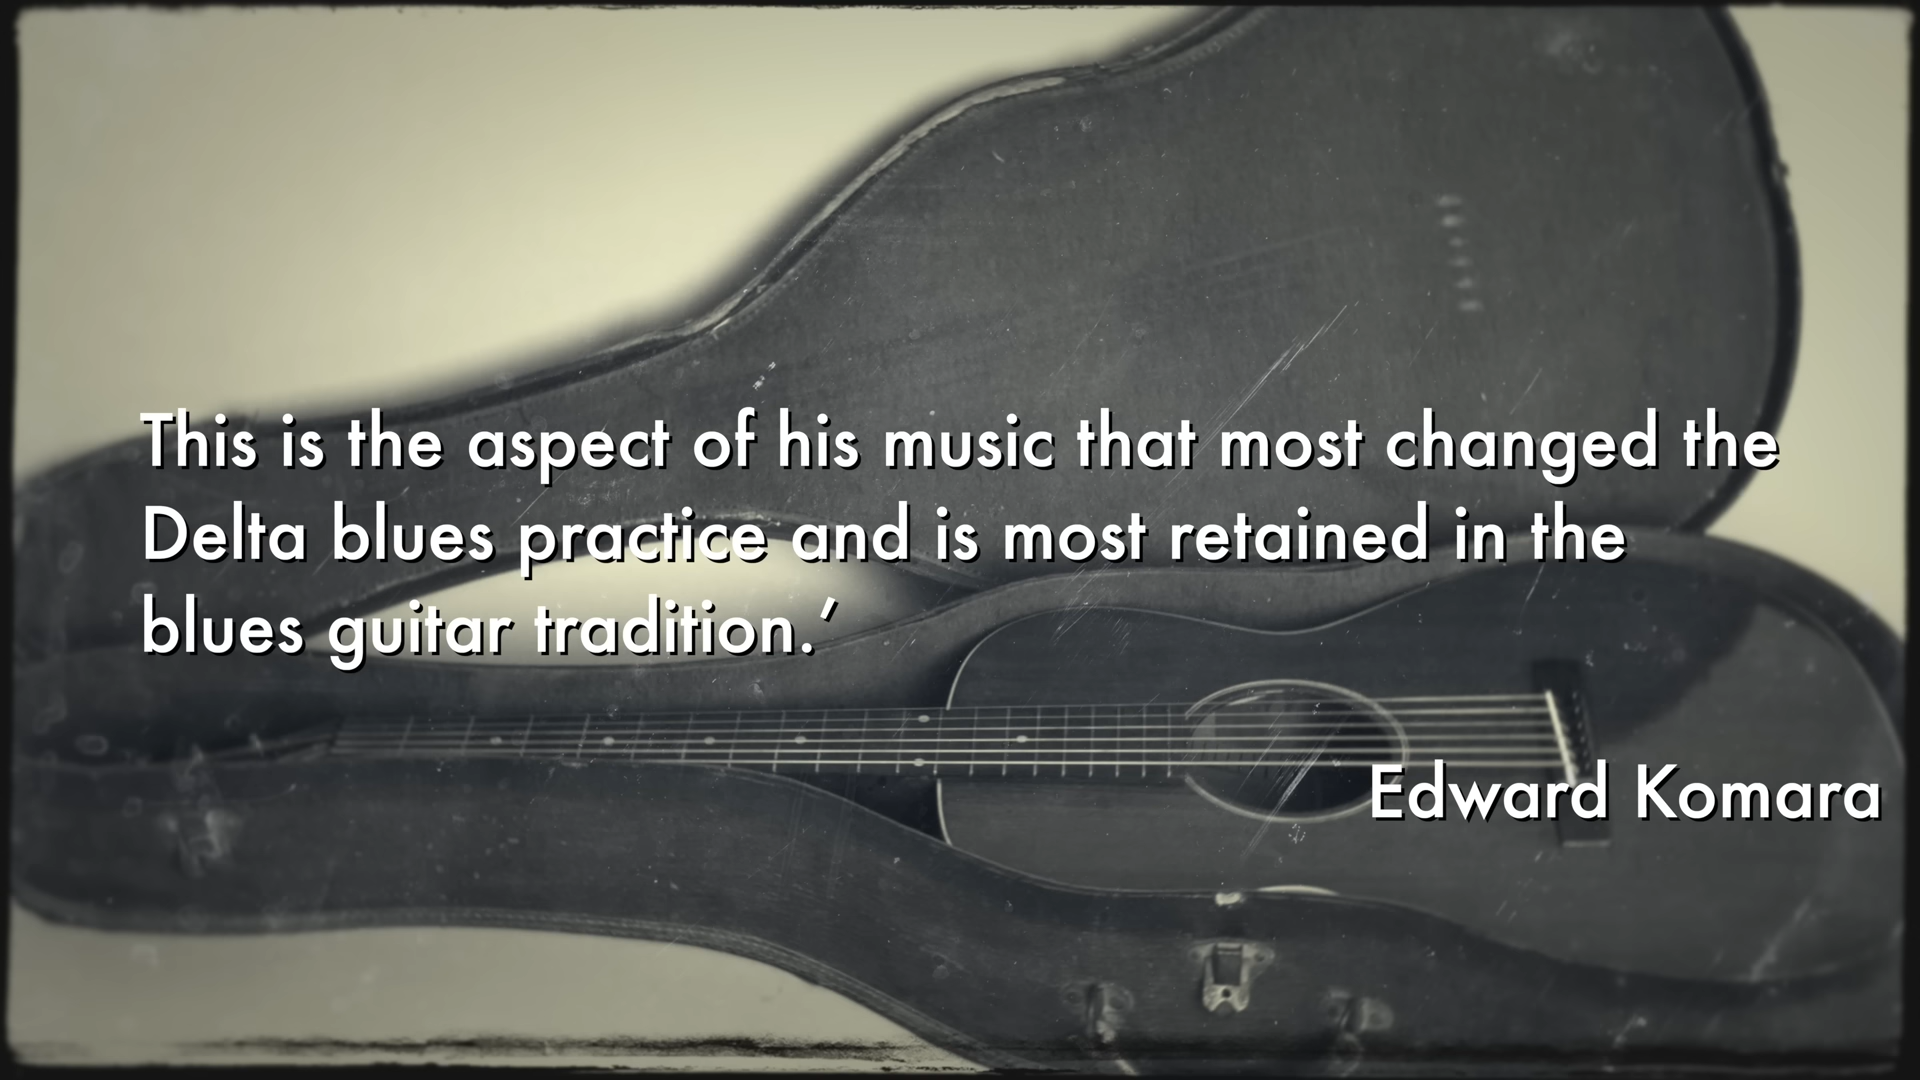 This is the aspect of his music that most changed the
Delta blues practice and is most retained in the
blues guitar tradition.’
Edward Komara